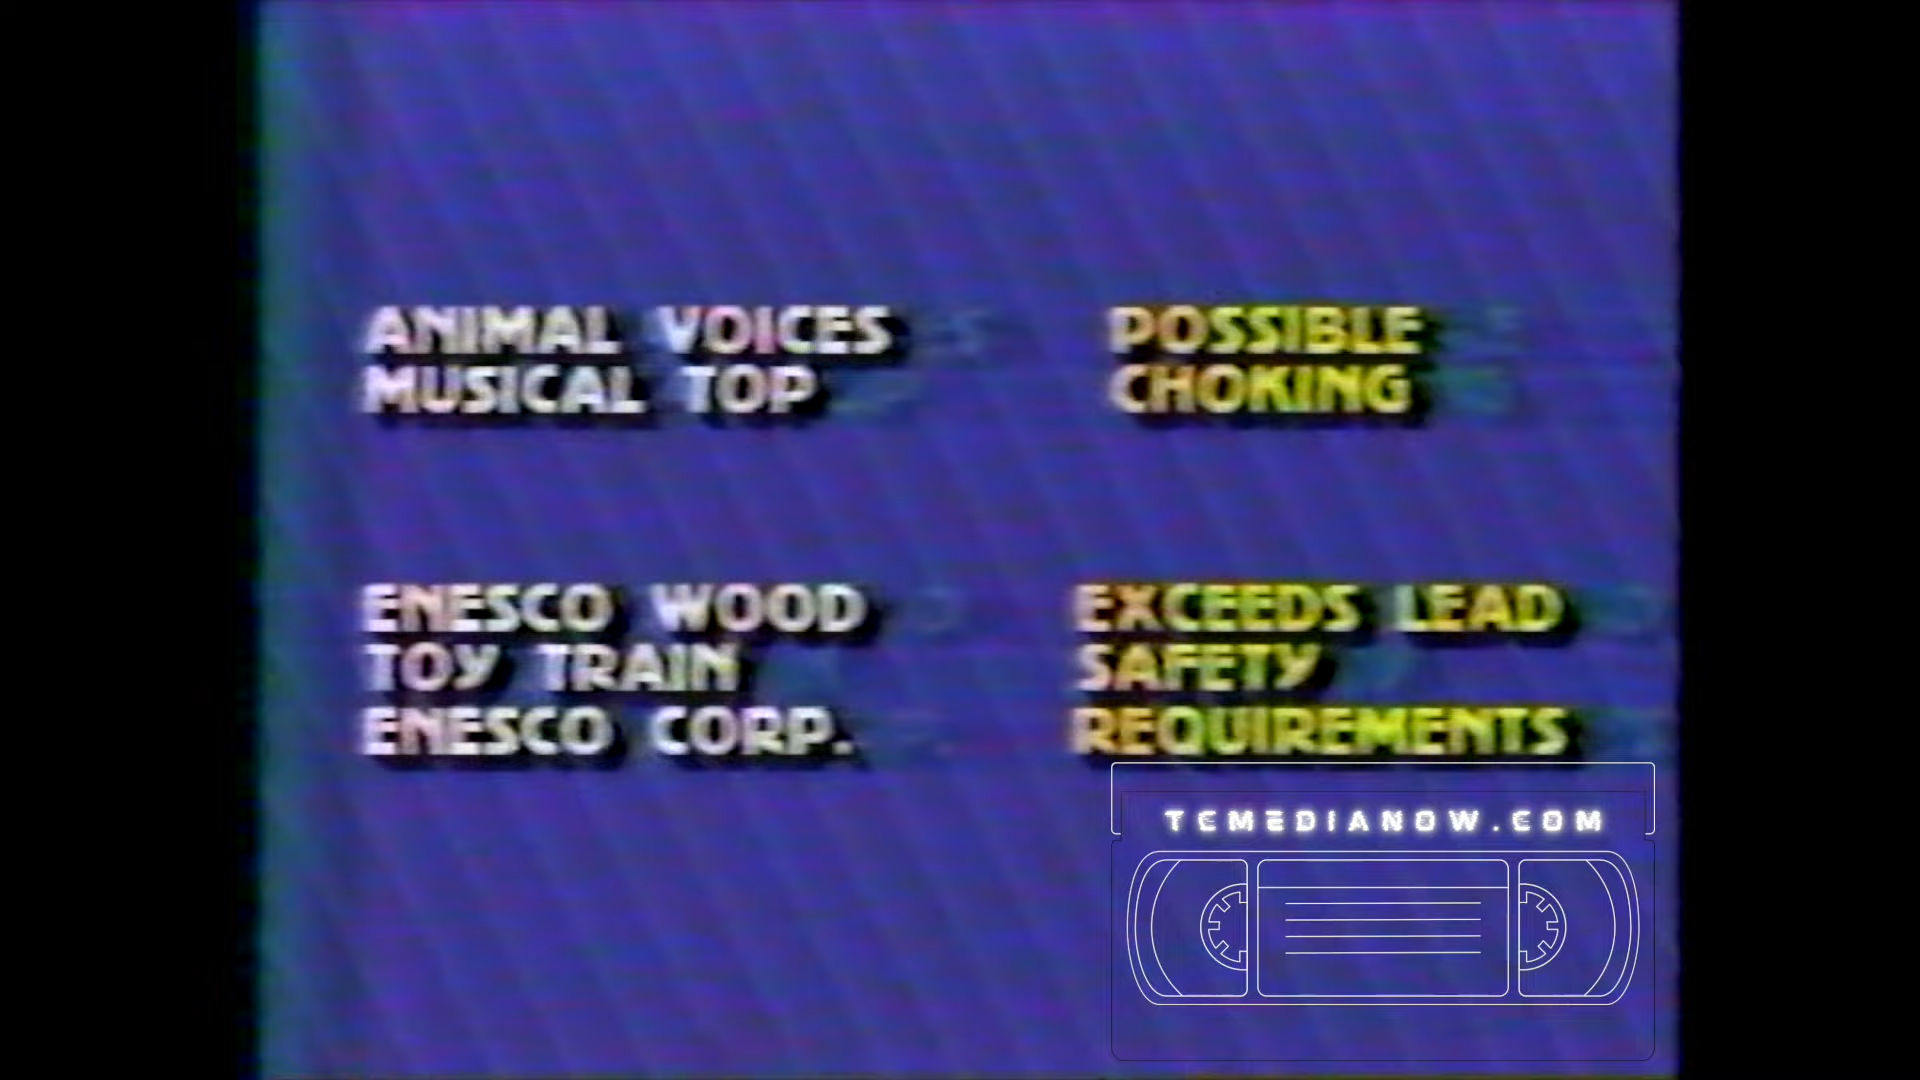 ANIMAL VOICES
MUSICAL TOP
POSSIBLE
CHOKING
ENESCO WOOD
TOY TRAIN
ENESCO CORP.
EXCEEDS LEAD
SAFETY
REQUIREMENTS
TCMEDIANOW.COM